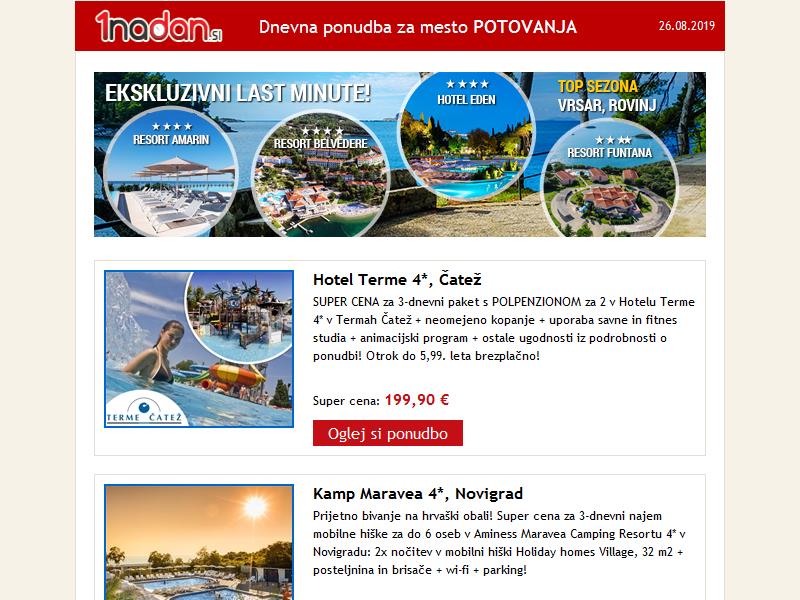 1nadan.si
Dnevna ponudba za mesto POTOVANJA
26.08.2019
EKSKLUZIVNI LAST MINUTE!
★★★★
RESORT AMARIN
★★★★
RESORT BELVEDERE
★★★★
HOTEL EDEN
TOP SEZONA
VRSAR, ROVINJ
★★★★
RESORT FUNTANA
TERME ČATEŽ
Hotel Terme 4*, Čatež
SUPER CENA za 3-dnevni paket s POLPENZIONOM za 2 v Hotelu Terme
4* v Termah Čatež + neomejeno kopanje + uporaba savne in fitnes
studia + animacijski program + ostale ugodnosti iz podrobnosti o
ponudbi! Otrok do 5,99. leta brezplačno!
Super cena: 199,90 €
Oglej si ponudbo
Kamp Maravea 4*, Novigrad
Prijetno bivanje na hrvaški obali! Super cena za 3-dnevni najem
mobilne hiške za do 6 oseb v Aminess Maravea Camping Resortu 4* v
Novigradu: 2x nočitev v mobilni hiški Holiday homes Village, 32 m2 +
posteljnina in brisače + wi-fi + parking!